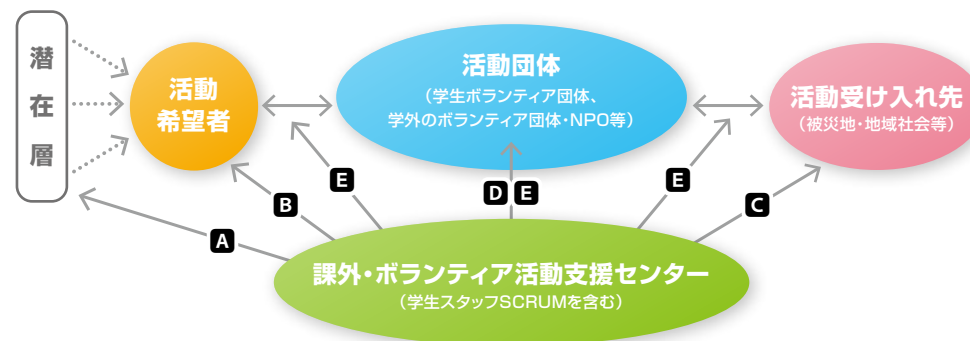 潜在層
活動
希望者
活動団体
(学生ボランティア団体、
学外のボランティア団体・NPO等)
活動受け入れ先
(被災地・地域社会等)
E
D E
E
B
C
A
課外・ボランティア活動支援センター
(学生スタッフSCRUMを含む)